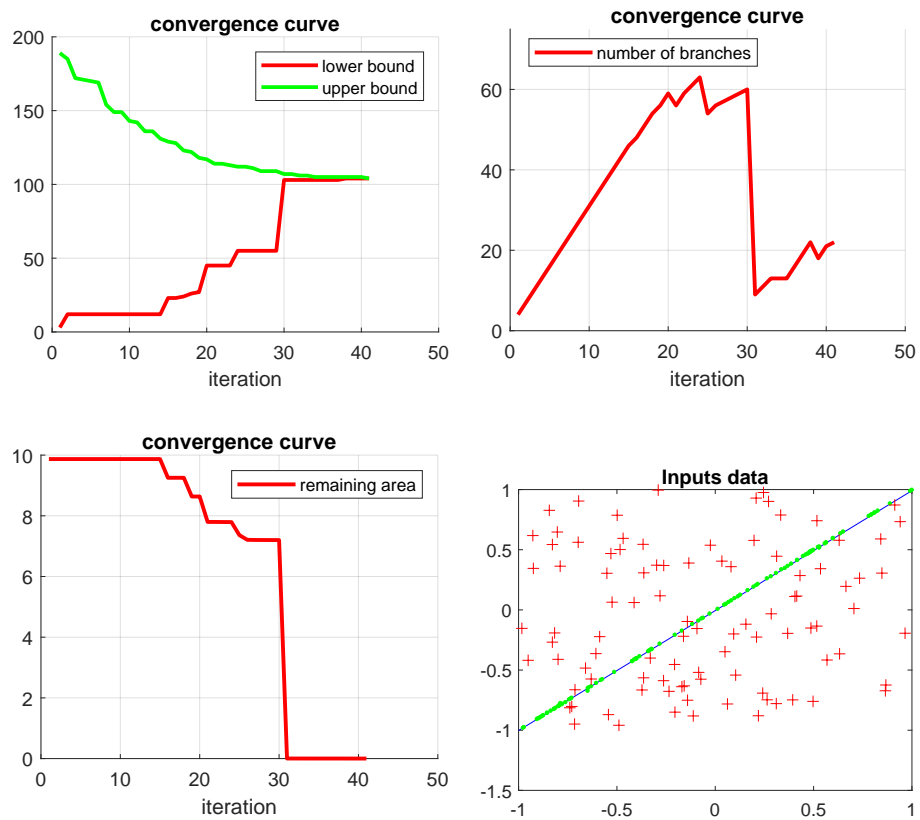 convergence curve
200
150
100
50
0
lower bound
upper bound
0 10 20 30 40 50
iteration
convergence curve
60
40
20
0
number of branches
0 10 20 30 40 50
iteration
convergence curve
10
8
6
4
2
0
remaining area
0 10 20 30 40 50
iteration
Inputs data
1
0.5
0
-0.5
-1
-1.5
-1 -0.5 0 0.5 1